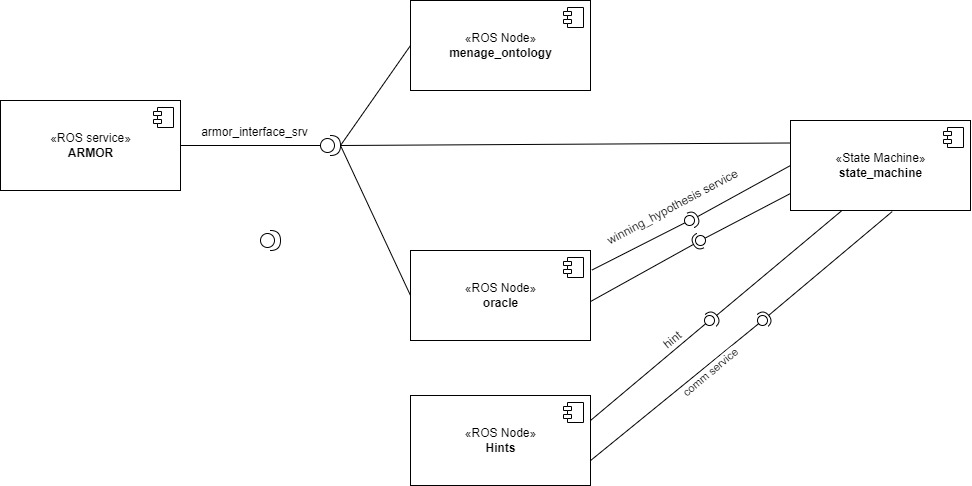 «ROS Node»
menage_ontology
«ROS service»
ARMOR
armor_interface_srv
«State Machine»
state_machine
winning_hypothesis service
«ROS Node»
oracle
hint
comm service
«ROS Node»
Hints